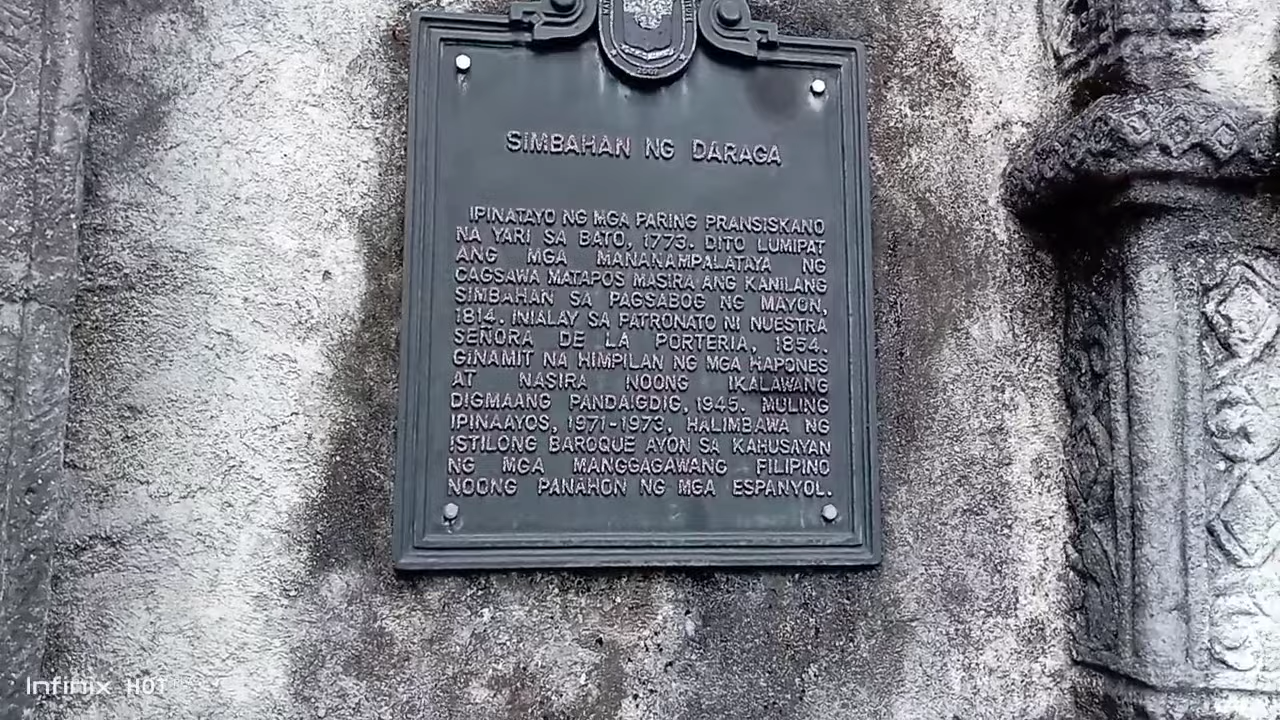 2007
SIMBAHAN NG DARAGA
IPINATAYO NG MGA PARING PRANSISKANO
NA YARI SA BATO, 1773. DITO LUMIPAT
ANG MGA MANANAMPALATAYA NG
CAGSAWA MATAPOS MASIRA ANG KANILANG
SIMBAHAN SA PAGSABOG NG MAYON,
1814. INIALAY SA PATRONATO NI NUESTRA
SEÑORA DE LA PORTERIA, 1854.
GINAMIT NA HIMPILAN NG MGA HAPONES
AT NASIRA NOONG IKALAWANG
DIGMAANG PANDAIGDIG, 1945. MULING
IPINAAYOS, 1971-1973, HALIMBAWA NG
ISTILONG BAROQUE AYON SA KAHUSAYAN
NG MGA MANGGAGAWANG FILIPINO
NOONG PANAHON NG MGA ESPANYOL.
Infinix HOT